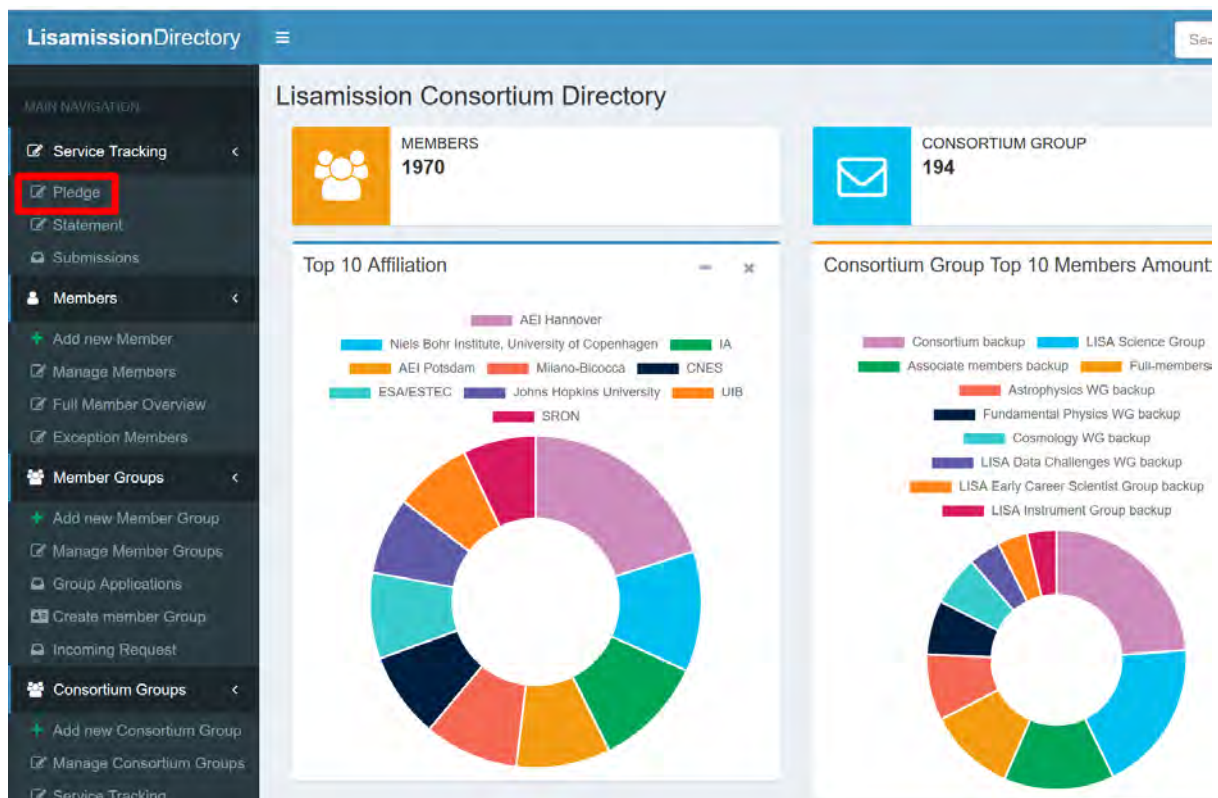 LisamissionDirectory
Sea
MAIN NAVIGATION
Service Tracking
Pledge
Statement
Submissions
Members
Add new Member
Manage Members
Full Member Overview
Exception Members
Member Groups
Add new Member Group
Manage Member Groups
Group Applications
Create member Group
Incoming Request
Consortium Groups
Add new Consortium Group
Manage Consortium Groups
Service Tracking
Lisamission Consortium Directory
MEMBERS
1970
CONSORTIUM GROUP
194
Top 10 Affiliation
AEI Hannover
Niels Bohr Institute, University of Copenhagen IA
AEI Potsdam Milano-Bicocca CNES
ESA/ESTEC Johns Hopkins University UIB
SRON
Consortium Group Top 10 Members Amount
Consortium backup LISA Science Group
Associate members backup Full-members
Astrophysics WG backup
Fundamental Physics WG backup
Cosmology WG backup
LISA Data Challenges WG backup
LISA Early Career Scientist Group backup
LISA Instrument Group backup